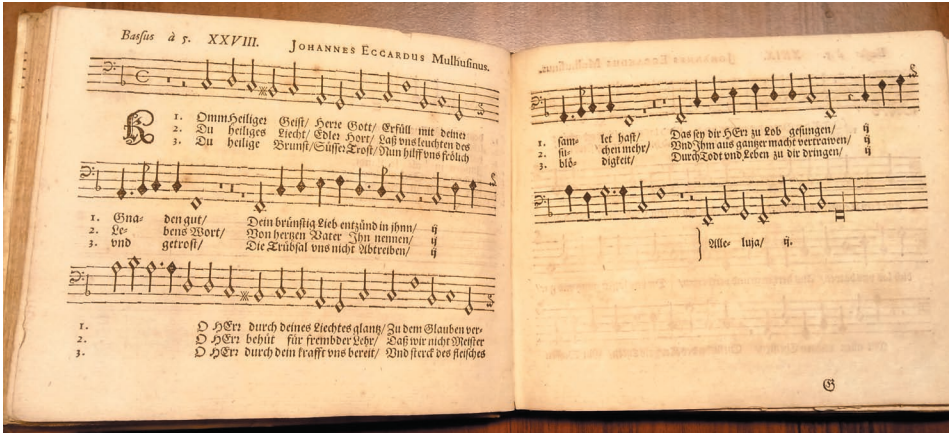 Bassus à 5. XXVIII. JOHANNES ECCARDUS Mulhusinus.
1. KOmm Heiliger Geist/ Herre Gott/ Erfüll mit deiner
2. Du heiliges Liecht/ Edler Hort/ Laß vns leuchten des
3. Du heilige Brunst/ Süsser Trost/ Nun hilff vns frölich
1. Gna- den gut/ Dein brünstig Lieb entzünd in jhnn/ ij
2. Le- bens Wort/ Von hertzen Vater Jhn nennen/ ij
3. vnd getrost/ Die Trübsal vns nicht Abtreiben/ ij
1. O HErr durch deines Liechtes glantz/ Zu dem Glauben ver-
2. O HErr behüt für frembder Lehr/ Daß wir nicht Meister
3. O HErr durch dein krafft vns bereit/ Vnd sterck des fleisches
1. sam- let hast/ Das sey dir HErr zu Lob gesungen/ ij
2. su- chen mehr/ Vnd Jhn aus gantzer macht vertrawen/ ij
3. blö- digkeit/ Durch Todt vnd Leben zu dir dringen/ ij
Alle- luja/ ij.
G